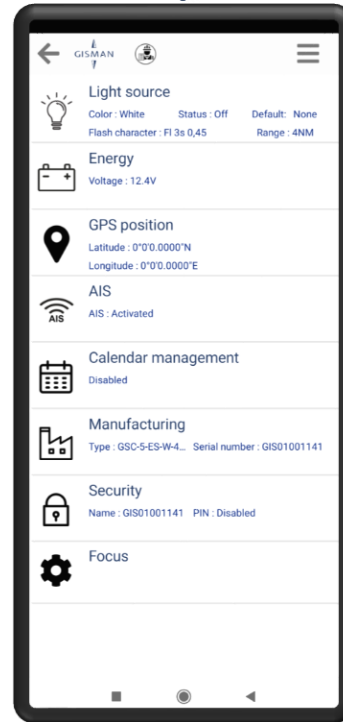 GISMAN
Light source
Color : White Status : Off Default: None
Flash character : Fl 3s 0,45 Range : 4NM
Energy
Voltage : 12.4V
GPS position
Latitude : 0°0'0.0000"N
Longitude : 0°0'0.0000"E
AIS
AIS
AIS : Activated
Calendar management
Disabled
Manufacturing
Type : GSC-5-ES-W-4... Serial number : GIS01001141
Security
Name : GIS01001141 PIN : Disabled
Focus